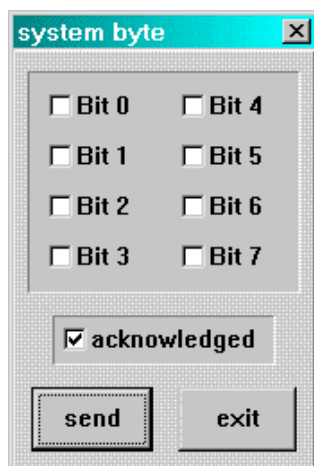 system byte
Bit 0 Bit 4
Bit 1 Bit 5
Bit 2 Bit 6
Bit 3 Bit 7
acknowledged
send exit